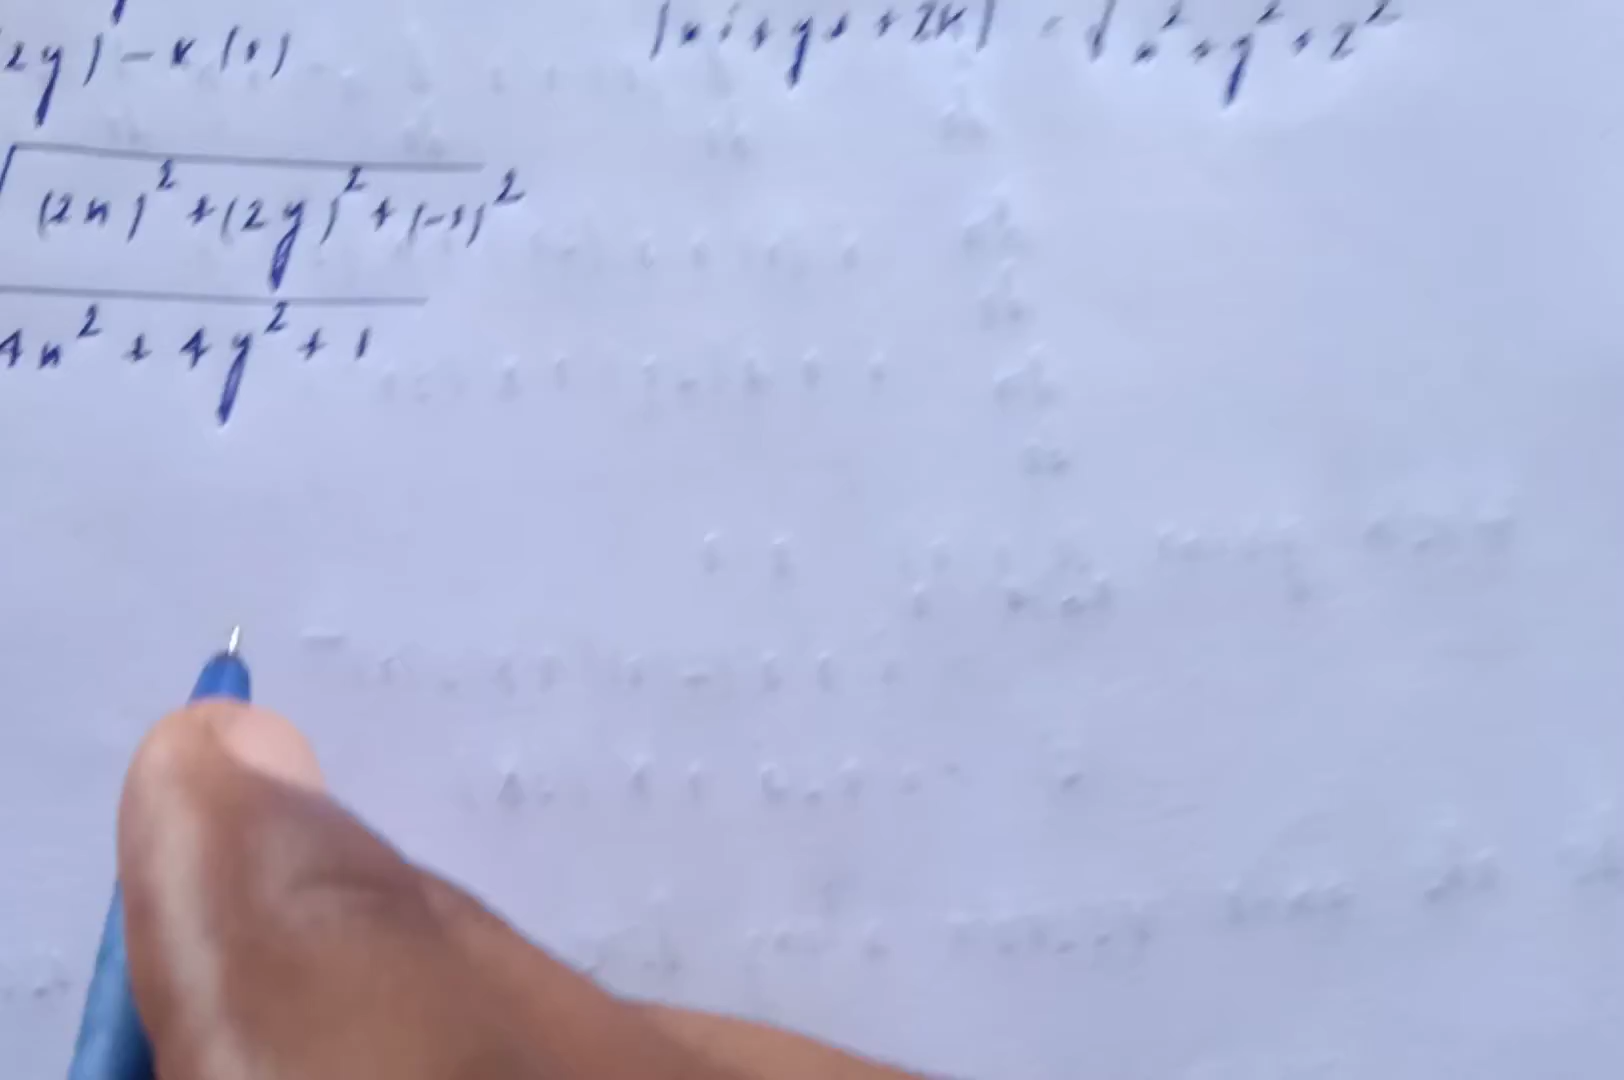 2y) - k(1)
|xi + yj + zk| = √x² + y² + z²
√(2x)² + (2y)² + (-1)²
4x² + 4y² + 1